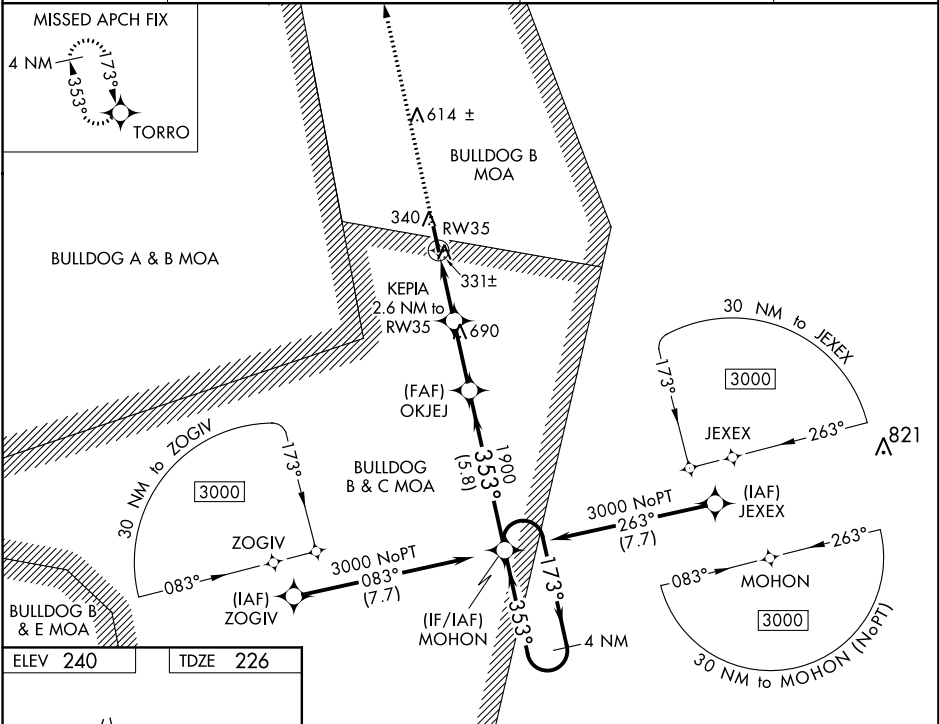 MISSED APCH FIX
4 NM
173°
353°
TORRO
614 ±
BULLDOG B
MOA
340
RW35
BULLDOG A & B MOA
331±
KEPIA
2.6 NM to
RW35
690
30 NM to JEXEX
3000
173°
(FAF)
OKJEJ
JEXEX
263°
821
30 NM to ZOGIV
173°
1900
353°
(5.8)
BULLDOG
B & C MOA
3000
3000 NoPT
263°
(7.7)
(IAF)
JEXEX
ZOGIV
083°
3000 NoPT
083°
(7.7)
263°
083°
MOHON
173°
(IAF)
ZOGIV
BULLDOG B
& E MOA
(IF/IAF)
MOHON
353°
4 NM
3000
30 NM to MOHON (NoPT)
ELEV 240
TDZE 226